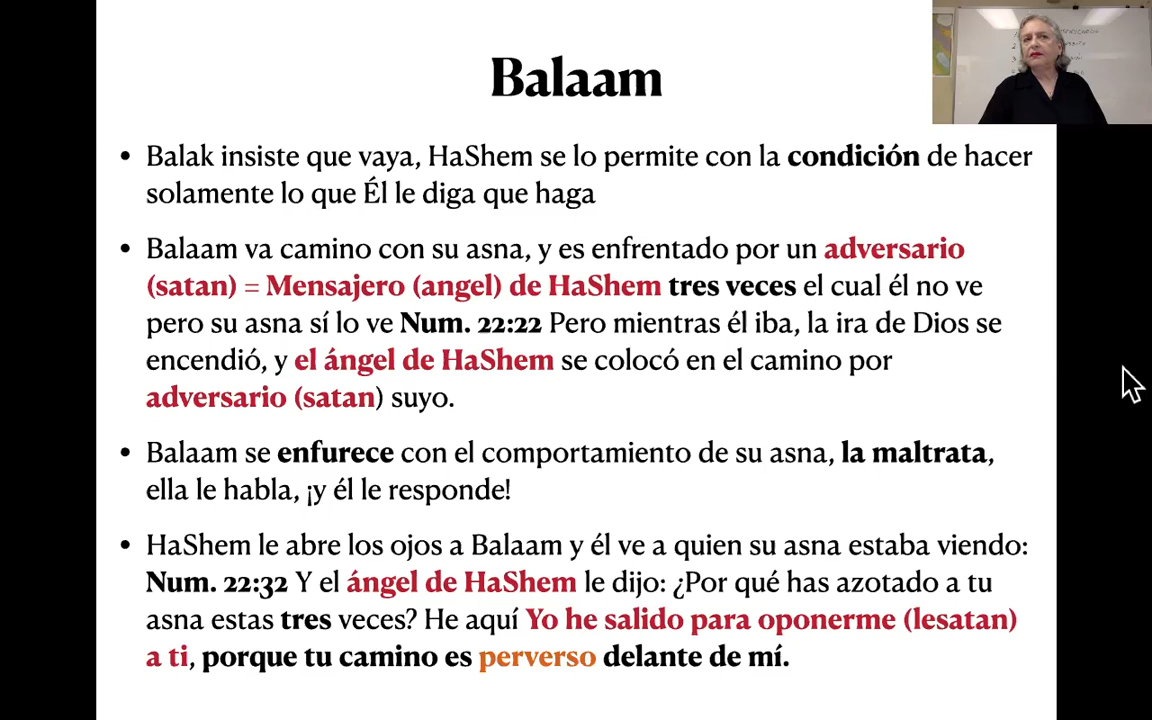 Balaam
• Balak insiste que vaya, HaShem se lo permite con la condición de hacer
solamente lo que Él le diga que haga
• Balaam va camino con su asna, y es enfrentado por un adversario
(satan) = Mensajero (angel) de HaShem tres veces el cual él no ve
pero su asna sí lo ve Num. 22:22 Pero mientras él iba, la ira de Dios se
encendió, y el ángel de HaShem se colocó en el camino por
adversario (satan) suyo.
• Balaam se enfurece con el comportamiento de su asna, la maltrata,
ella le habla, ¡y él le responde!
• HaShem le abre los ojos a Balaam y él ve a quien su asna estaba viendo:
Num. 22:32 Y el ángel de HaShem le dijo: ¿Por qué has azotado a tu
asna estas tres veces? He aquí Yo he salido para oponerme (lesatan)
a ti, porque tu camino es perverso delante de mí.